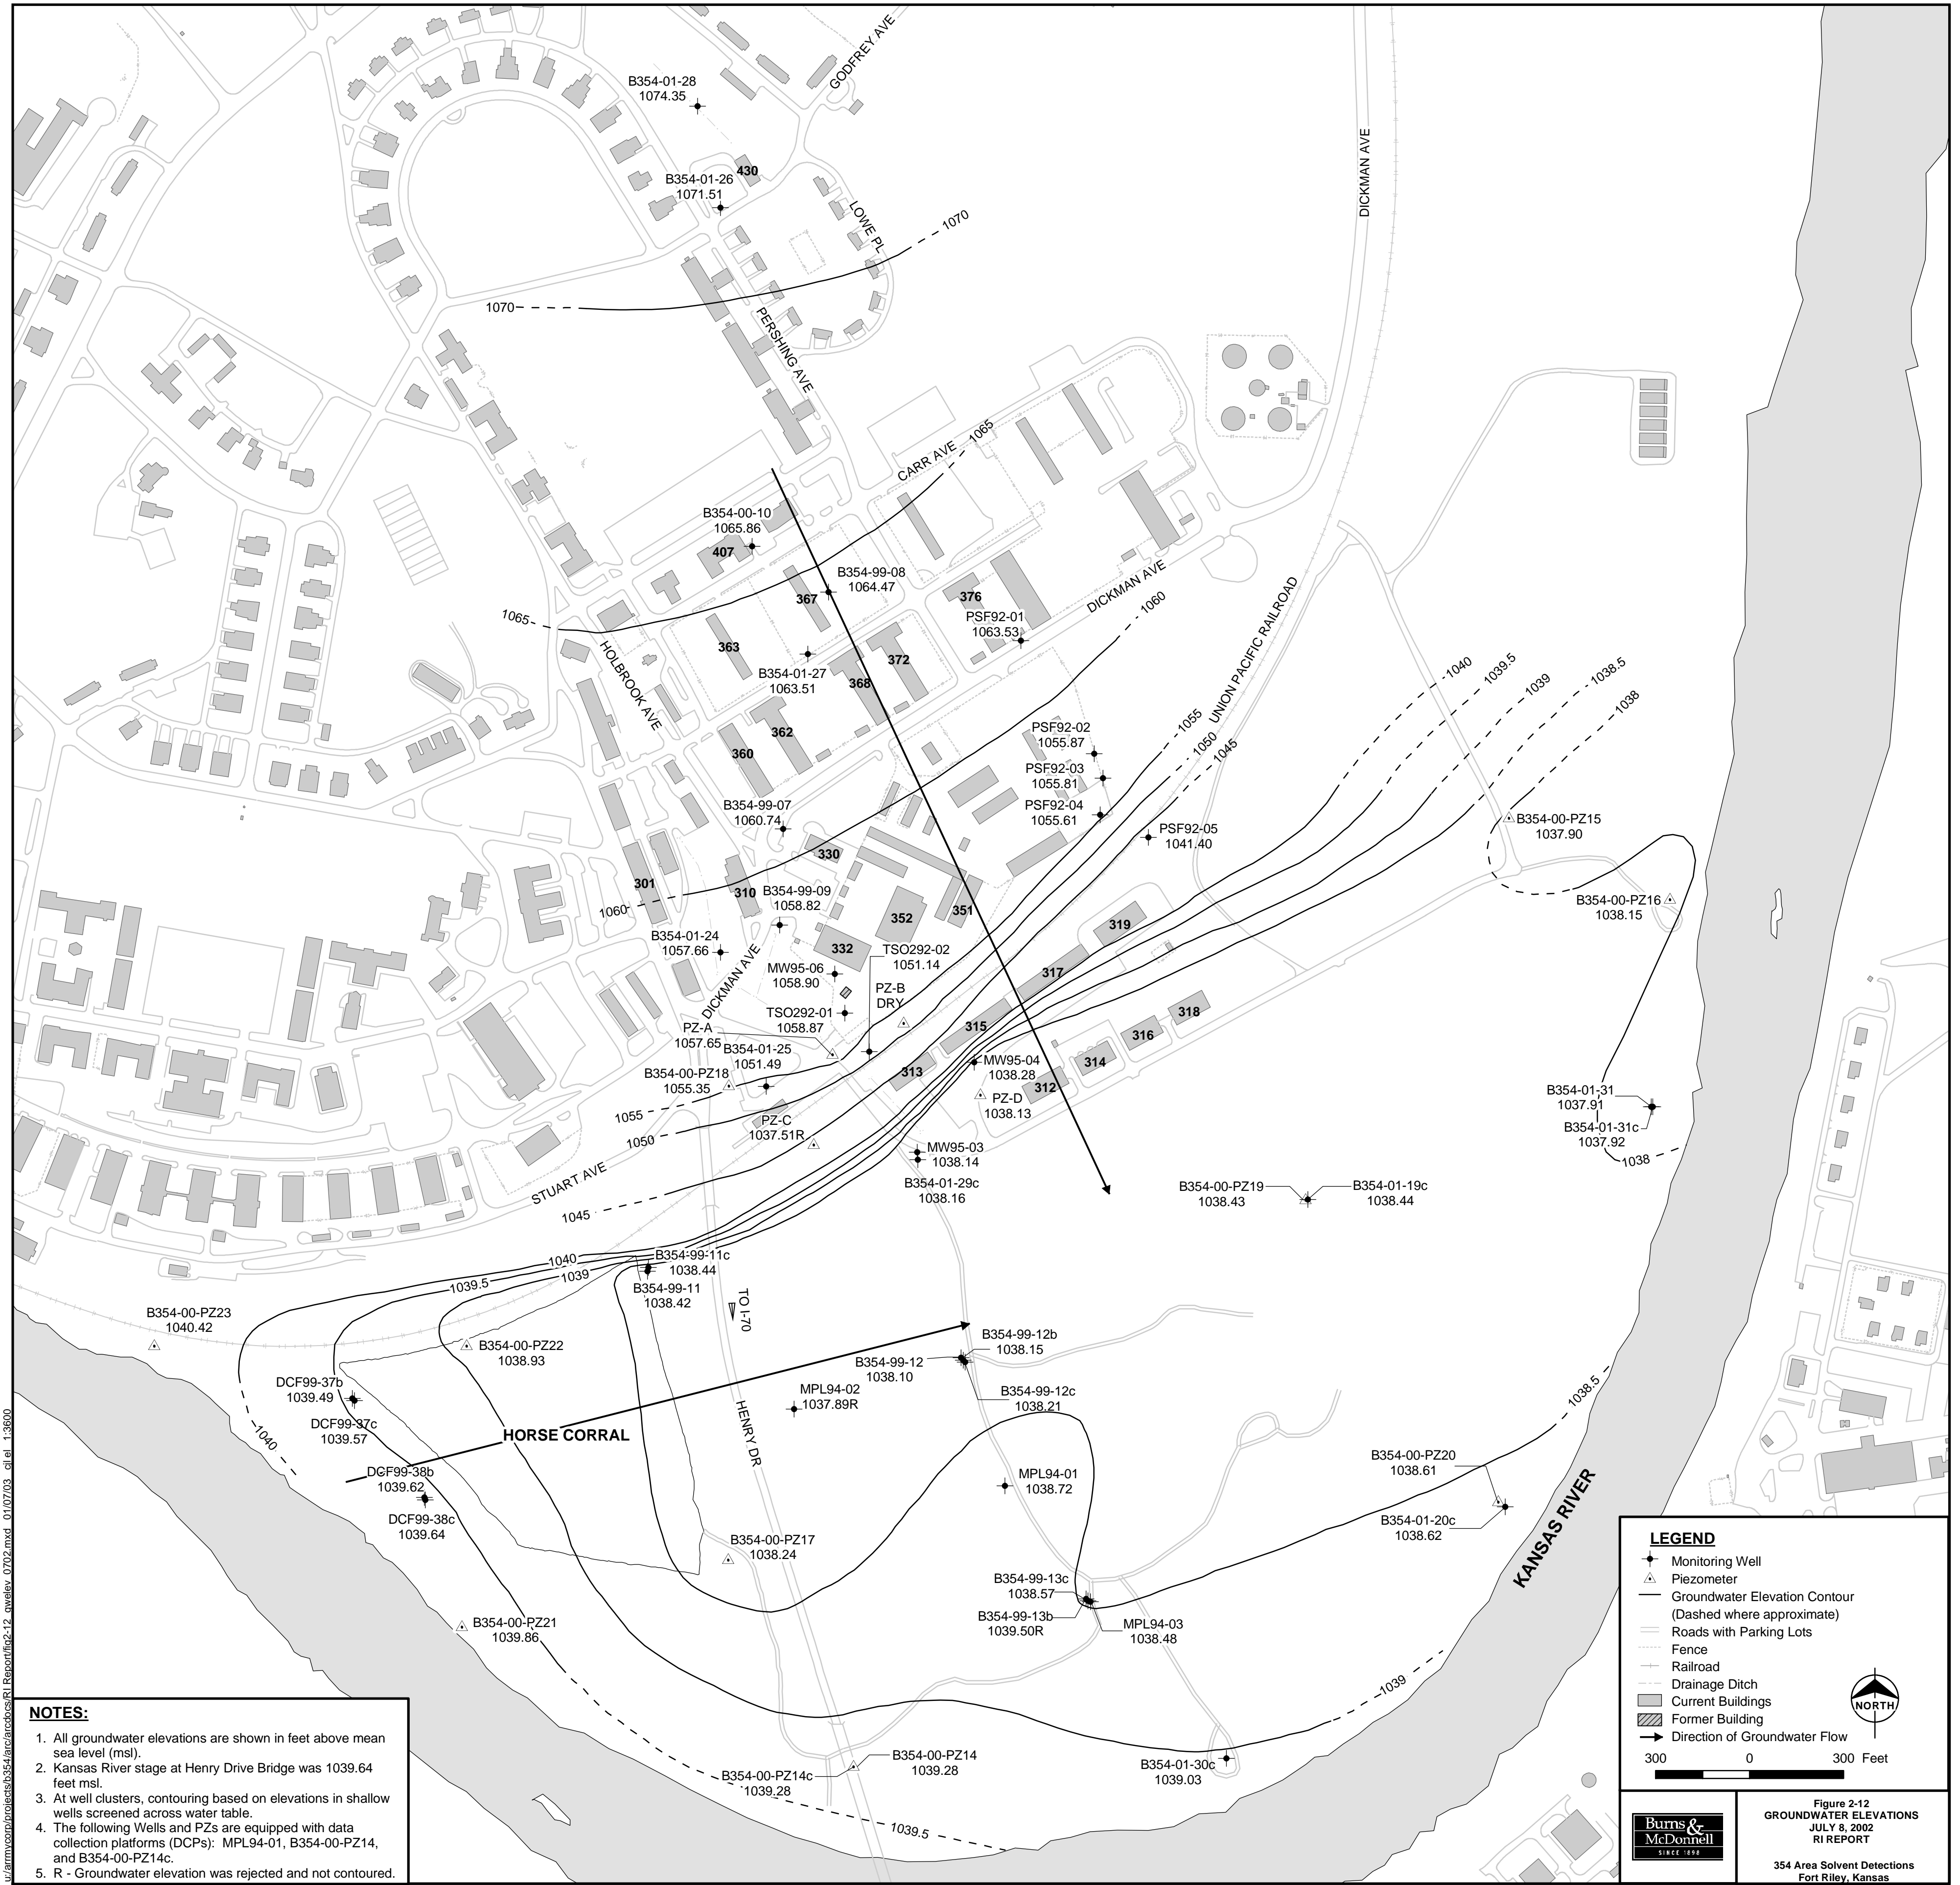 B354-01-28
1074.35
GODFREY AVE
DICKMAN AVE
430
B354-01-26
1071.51
LOWE PL
1070
1070
PERSHING AVE
CARR AVE
1065
B354-00-10
1065.86
407
B354-99-08
1064.47
367
376
PSF92-01
1063.53
DICKMAN AVE
1060
1065
HOLBROOK AVE
363
372
B354-01-27
1063.51
368
UNION PACIFIC RAILROAD
1040
1039.5
1039
1038.5
1038
362
360
PSF92-02
1055.87
1055
1050
1045
PSF92-03
1055.81
PSF92-04
1055.61
B354-99-07
1060.74
PSF92-05
1041.40
B354-00-PZ15
1037.90
330
301
310
B354-99-09
1058.82
1060
352
351
B354-00-PZ16
1038.15
319
B354-01-24
1057.66
332
TSO292-02
1051.14
DICKMAN AVE
MW95-06
1058.90
317
PZ-B
DRY
TSO292-01
1058.87
318
315
316
PZ-A
1057.65
B354-01-25
1051.49
B354-00-PZ18
1055.35
313
MW95-04
1038.28
314
312
PZ-D
1038.13
B354-01-31
1037.91
1055
PZ-C
1037.51R
B354-01-31c
1037.92
1050
MW95-03
1038.14
1038
STUART AVE
B354-01-29c
1038.16
B354-00-PZ19
1038.43
B354-01-19c
1038.44
1045
1040
B354-99-11c
1038.44
1039.5
1039
B354-99-11
1038.42
TO I-70
B354-00-PZ23
1040.42
B354-00-PZ22
1038.93
B354-99-12b
1038.15
B354-99-12
1038.10
DCF99-37b
1039.49
MPL94-02
1037.89R
B354-99-12c
1038.21
1038.5
DCF99-37c
1039.57
1040
HORSE CORRAL
HENRY DR
DCF99-38b
1039.62
MPL94-01
1038.72
B354-00-PZ20
1038.61
DCF99-38c
1039.64
B354-01-20c
1038.62
KANSAS RIVER
B354-00-PZ17
1038.24
B354-99-13c
1038.57
B354-99-13b
1039.50R
MPL94-03
1038.48
B354-00-PZ21
1039.86
1039
B354-00-PZ14
1039.28
B354-00-PZ14c
1039.28
B354-01-30c
1039.03
1039.5
LEGEND
Monitoring Well
Piezometer
Groundwater Elevation Contour
(Dashed where approximate)
Roads with Parking Lots
Fence
Railroad
Drainage Ditch
Current Buildings
Former Building
Direction of Groundwater Flow
NORTH
300 0 300 Feet
NOTES:
1. All groundwater elevations are shown in feet above mean
sea level (msl).
2. Kansas River stage at Henry Drive Bridge was 1039.64
feet msl.
3. At well clusters, contouring based on elevations in shallow
wells screened across water table.
4. The following Wells and PZs are equipped with data
collection platforms (DCPs): MPL94-01, B354-00-PZ14,
and B354-00-PZ14c.
5. R - Groundwater elevation was rejected and not contoured.
Burns &
McDonnell
SINCE 1898
Figure 2-12
GROUNDWATER ELEVATIONS
JULY 8, 2002
RI REPORT
354 Area Solvent Detections
Fort Riley, Kansas
u:/armycorp/projects/b354/arc/arcdocs/RI Report/fig2-12_gwelev_0702.mxd 01/07/03 cjl el 1:3600